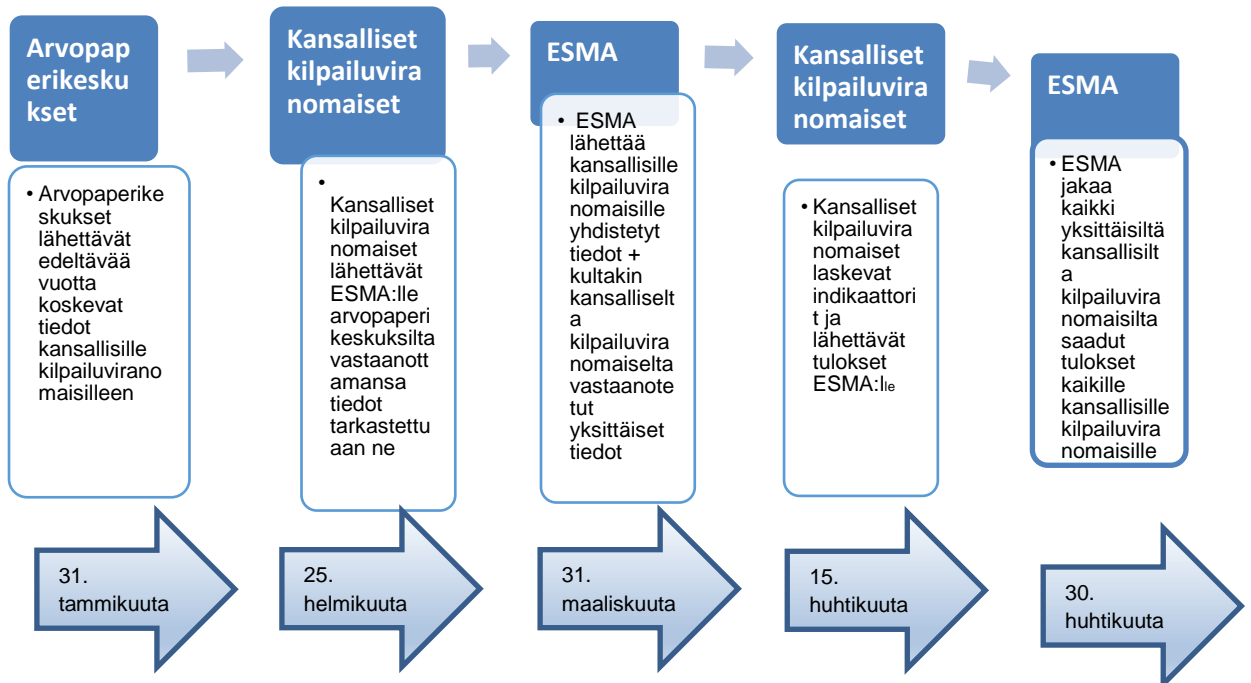 Arvopap
erikesku
kset
Arvopaperike
skukset
lähettävät
edeltävää
vuotta
koskevat
tiedot
kansallisille
kilpailuvirano
maisilleen
31.
tammikuuta
Kansalliset
kilpailuvira
nomaiset
•
Kansalliset
kilpailuvira
nomaiset
lähettävät
ESMA:lle
arvopaperi
keskuksilta
vastaanott
amansa
tiedot
tarkastettu
aan ne
25.
helmikuuta
ESMA
• ESMA
lähettää
kansallisille
kilpailuvira
nomaisille
yhdistetyt
tiedot +
kultakin
kansalliselt
a
kilpailuvira
nomaiselta
vastaanote
tut
yksittäiset
tiedot
31.
maaliskuuta
Kansalliset
kilpailuvira
nomaiset
• Kansalliset
kilpailuvira
nomaiset
laskevat
indikaattori
t ja
lähettävät
tulokset
ESMA:lle
15.
huhtikuuta
ESMA
• ESMA
jakaa
kaikki
yksittäisiltä
kansallisilt
a
kilpailuvira
nomaisilta
saadut
tulokset
kaikille
kansallisille
kilpailuvira
nomaisille
30.
huhtikuuta